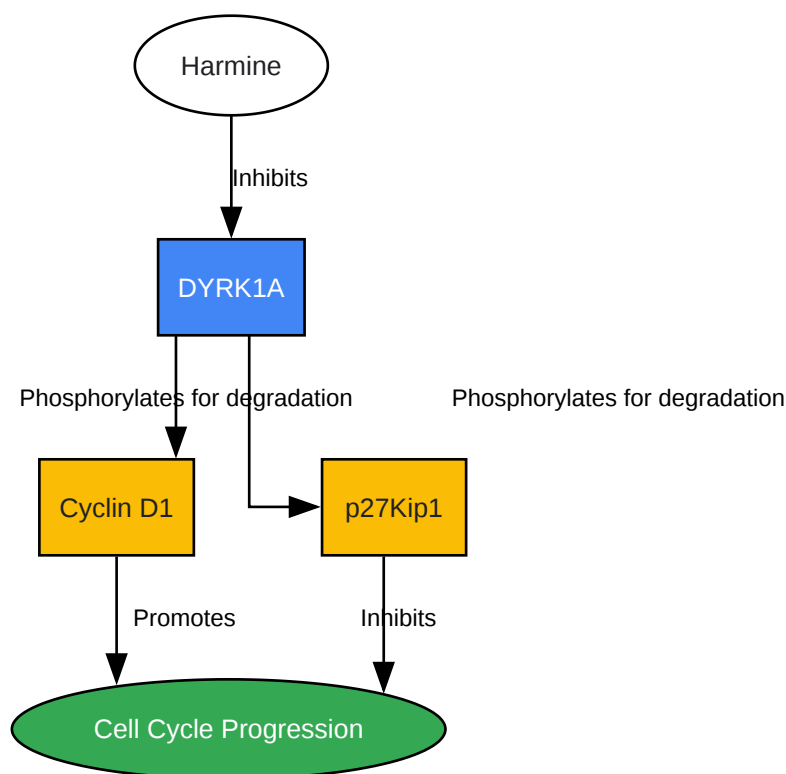 Harmine
Inhibits
DYRK1A
Phosphorylates for degradation
Phosphorylates for degradation
Cyclin D1
p27Kip1
Promotes
Inhibits
Cell Cycle Progression